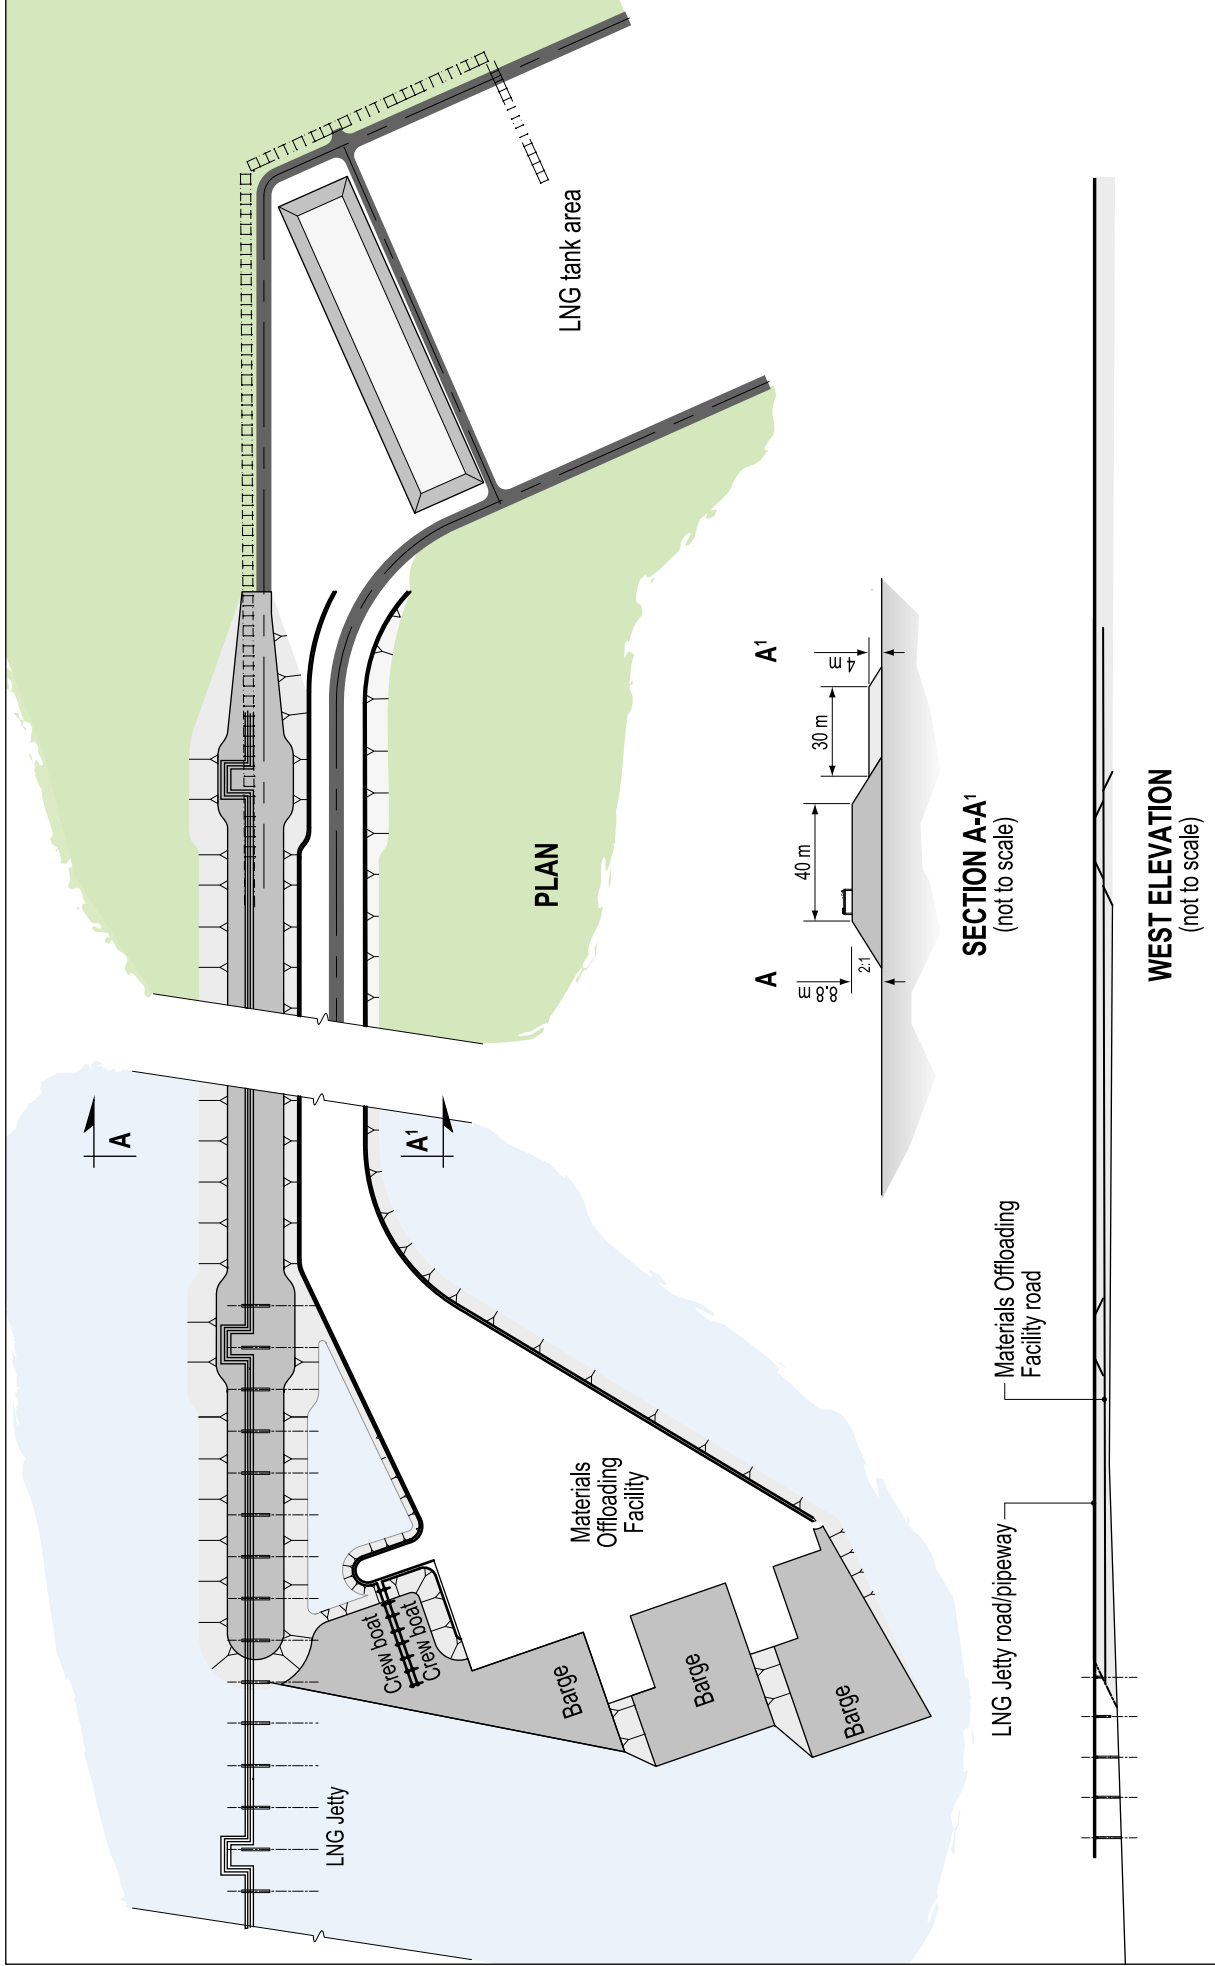 LNG tank area
PLAN
A
A¹
LNG Jetty
Crew boat
Crew boat
Barge
Barge
Barge
Materials
Offloading
Facility
A
A¹
8.8 m
2:1
40 m
30 m
4 m
SECTION A-A¹
(not to scale)
LNG Jetty road/pipeway
Materials Offloading
Facility road
WEST ELEVATION
(not to scale)